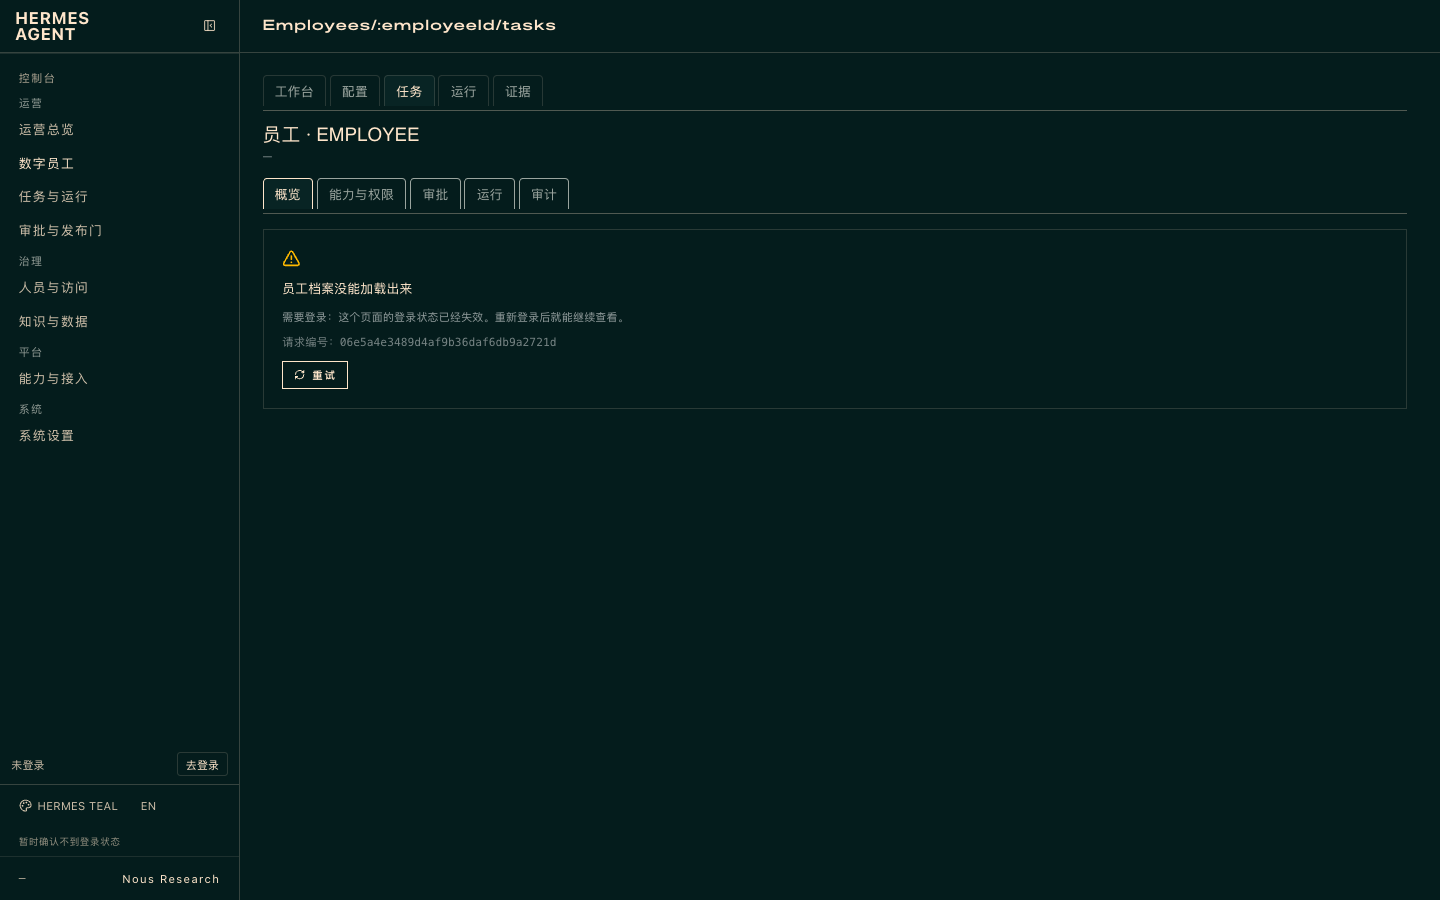 HERMES
AGENT
Employees/:employeeId/tasks
控制台
运营
运营总览
数字员工
任务与运行
审批与发布门
治理
人员与访问
知识与数据
平台
能力与接入
系统
系统设置
工作台 配置 任务 运行 证据
员工 · EMPLOYEE
—
概览 能力与权限 审批 运行 审计
员工档案没能加载出来
需要登录：这个页面的登录状态已经失效。重新登录后就能继续查看。
请求编号：06e5a4e3489d4af9b36daf6db9a2721d
重试
未登录 去登录
HERMES TEAL EN
暂时确认不到登录状态
— Nous Research